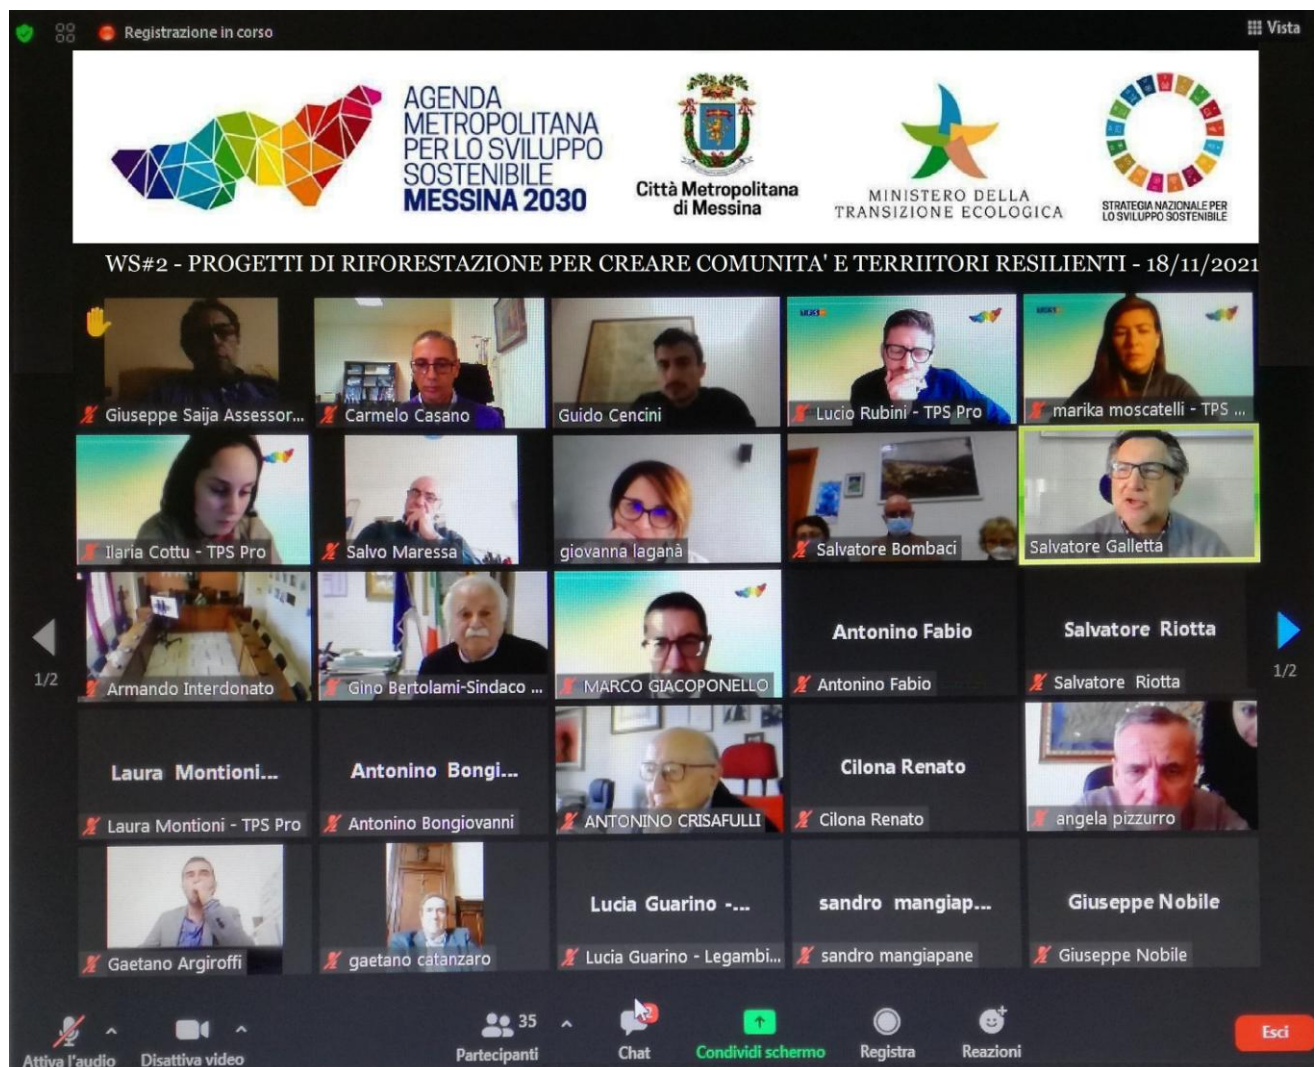 Registrazione in corso
Vista
AGENDA
METROPOLITANA
PER LO SVILUPPO
SOSTENIBILE
MESSINA 2030
Città Metropolitana
di Messina
MINISTERO DELLA
TRANSIZIONE ECOLOGICA
STRATEGIA NAZIONALE PER
LO SVILUPPO SOSTENIBILE
WS#2 - PROGETTI DI RIFORESTAZIONE PER CREARE COMUNITA' E TERRIITORI RESILIENTI - 18/11/2021
Giuseppe Saija Assessor...
Carmelo Casano
Guido Cencini
Lucio Rubini - TPS Pro
marika moscatelli - TPS ...
Ilaria Cottu - TPS Pro
Salvo Maressa
giovanna laganà
Salvatore Bombaci
Salvatore Galletta
Armando Interdonato
Gino Bertolami-Sindaco ...
MARCO GIACOPONELLO
Antonino Fabio
Antonino Fabio
Salvatore Riotta
Salvatore Riotta
1/2
1/2
Laura Montioni...
Laura Montioni - TPS Pro
Antonino Bongi...
Antonino Bongiovanni
ANTONINO CRISAFULLI
Cilona Renato
Cilona Renato
angela pizzurro
Gaetano Argiroffi
gaetano catanzaro
Lucia Guarino -...
Lucia Guarino - Legambi...
sandro mangiap...
sandro mangiapane
Giuseppe Nobile
Giuseppe Nobile
Attiva l'audio
Disattiva video
35
Partecipanti
Chat
Condividi schermo
Registra
Reazioni
Esci